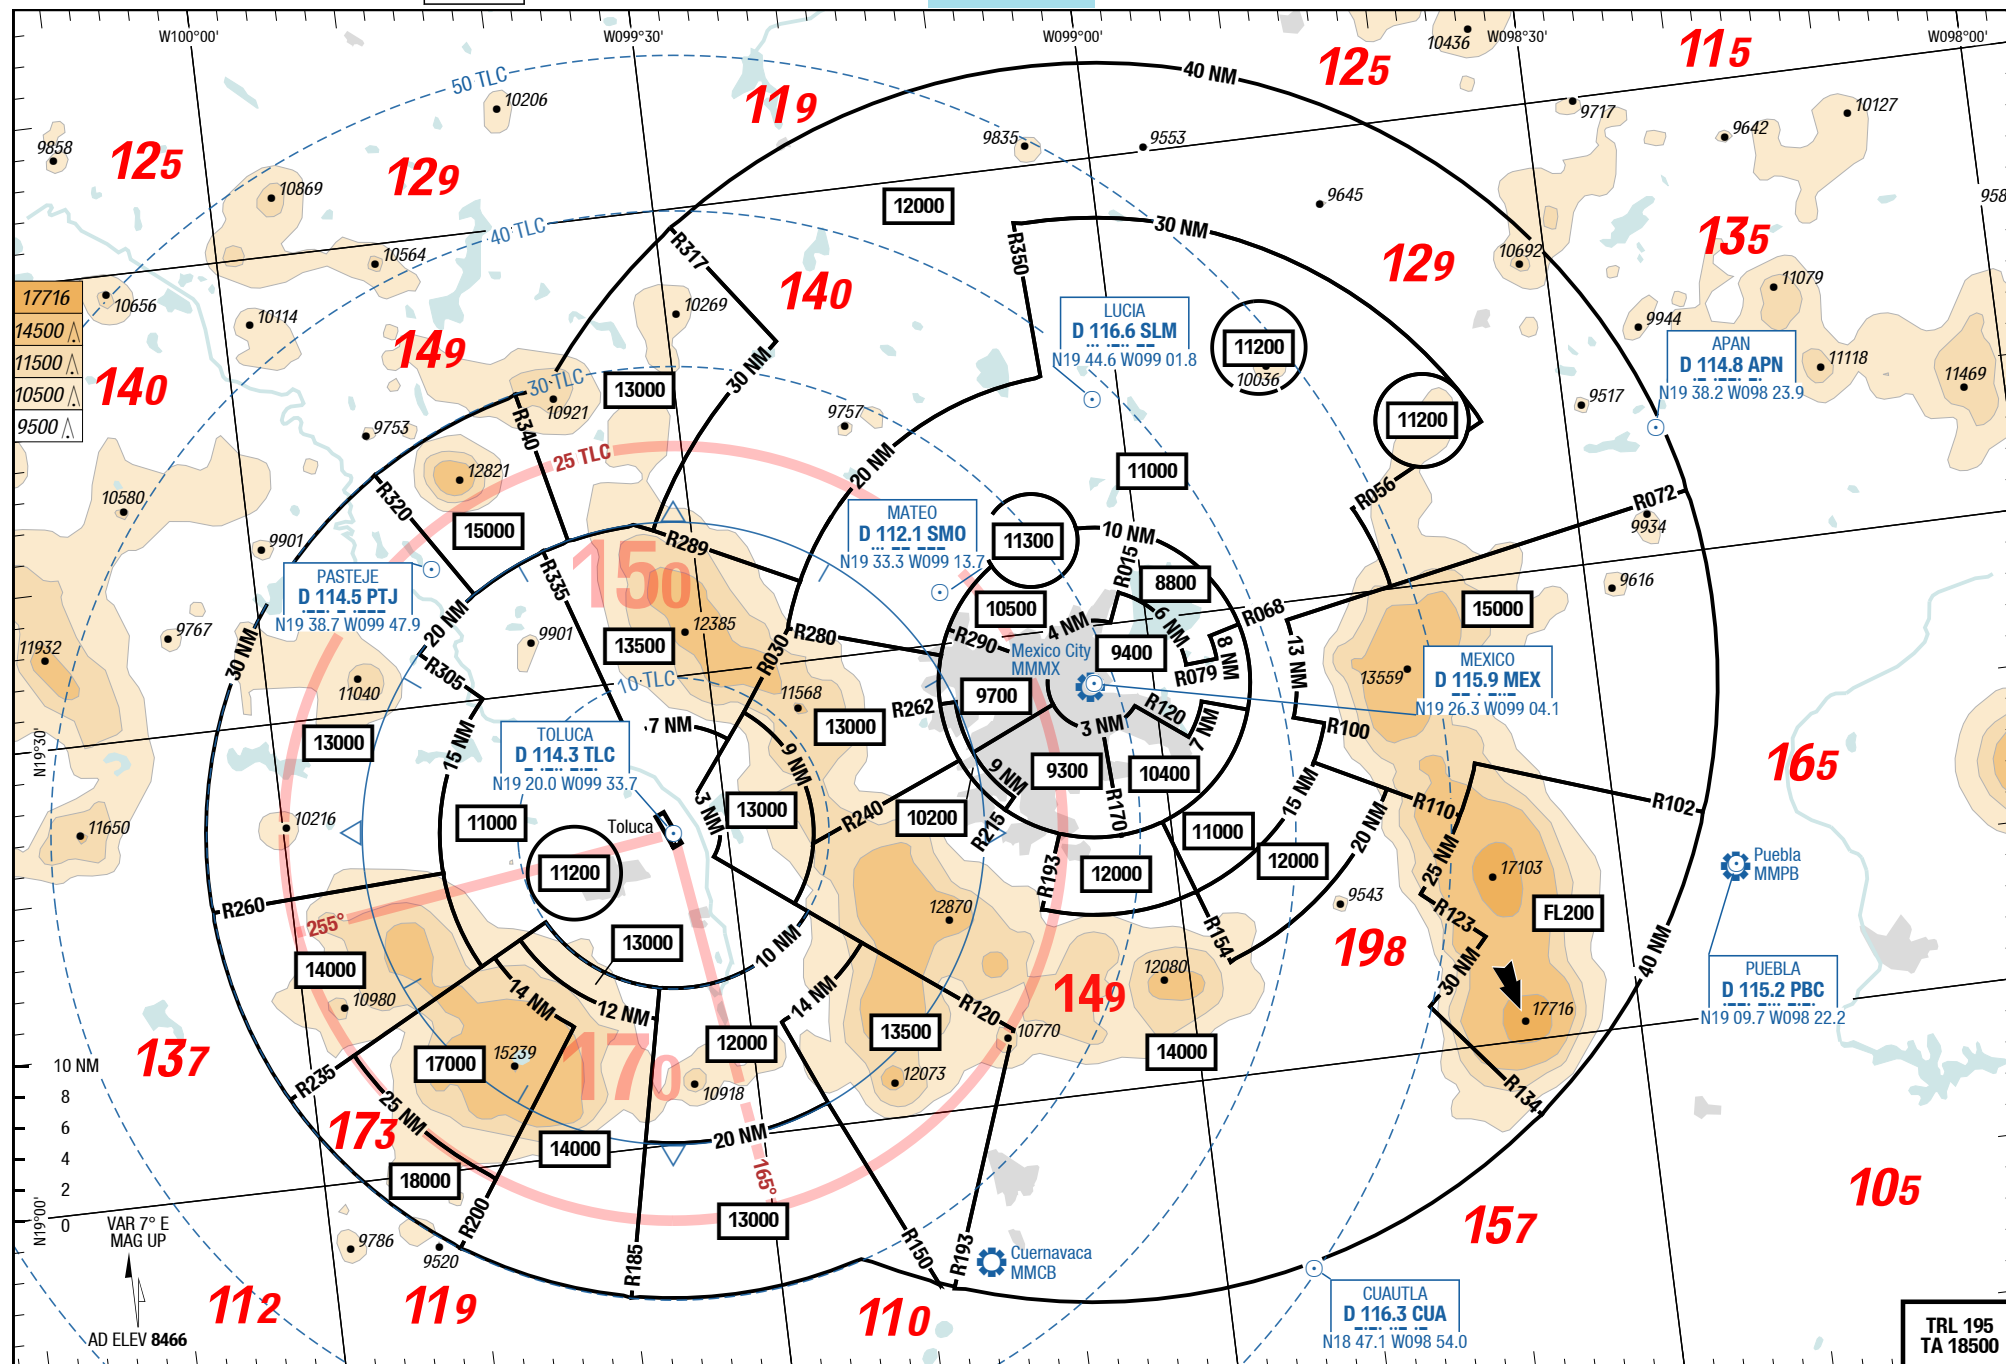 W100°00'
W099°30'
W099°00'
W098°30'
W098°00'
50 TLC
40 TLC
30 TLC
25 TLC
10 TLC
40 NM
30 NM
10436
125
115
119
125
129
10206
9858
10869
10564
10656
10114
9835
9553
9645
9717
9642
10127
958
135
129
10692
11079
9944
11118
11469
9517
12000
R317
R350
30 NM
140
149
140
10269
17716
14500
11500
10500
9500
LUCIA
D 116.6 SLM
N19 44.6 W099 01.8
11200
10036
11200
APAN
D 114.8 APN
N19 38.2 W098 23.9
13000
10921
R340
9753
12821
9757
20 NM
11000
R056
R072
9934
9616
10580
9901
R320
15000
R289
R335
150
MATEO
D 112.1 SMO
N19 33.3 W099 13.7
11300
10 NM
R015
8800
10500
R290
4 NM
6 NM
9400
R079
8 NM
R068
13 NM
15000
PASTEJE
D 114.5 PTJ
N19 38.7 W099 47.9
9767
11932
11040
20 NM
R305
30 NM
9901
13500
12385
R030
R280
11568
Mexico City
MMMX
9700
R262
3 NM
R120
7 NM
R100
MEXICO
D 115.9 MEX
N19 26.3 W099 04.1
13559
N19°30'
13000
15 NM
TOLUCA
D 114.3 TLC
N19 20.0 W099 33.7
7 NM
9 NM
13000
13000
3 NM
R240
10200
9 NM
9300
10400
R170
R215
11000
15 NM
12000
R110
20 NM
25 NM
R102
165
11650
10216
11000
Toluca
11200
R193
12000
R154
9543
17103
R123
FL200
Puebla
MMPB
R260
255°
14000
10980
13000
10 NM
12870
14 NM
R120
10770
149
12080
198
30 NM
17716
40 NM
PUEBLA
D 115.2 PBC
N19 09.7 W098 22.2
14 NM
12 NM
12000
13500
14000
12073
10918
137
17000
15239
170
R235
25 NM
173
14000
18000
R200
R185
165°
20 NM
13000
R150
R193
R134
10 NM
8
6
4
2
0
N19°00'
VAR 7° E
MAG UP
AD ELEV 8466
9786
9520
112
119
110
Cuernavaca
MMCB
157
105
CUAUTLA
D 116.3 CUA
N18 47.1 W098 54.0
TRL 195
TA 18500